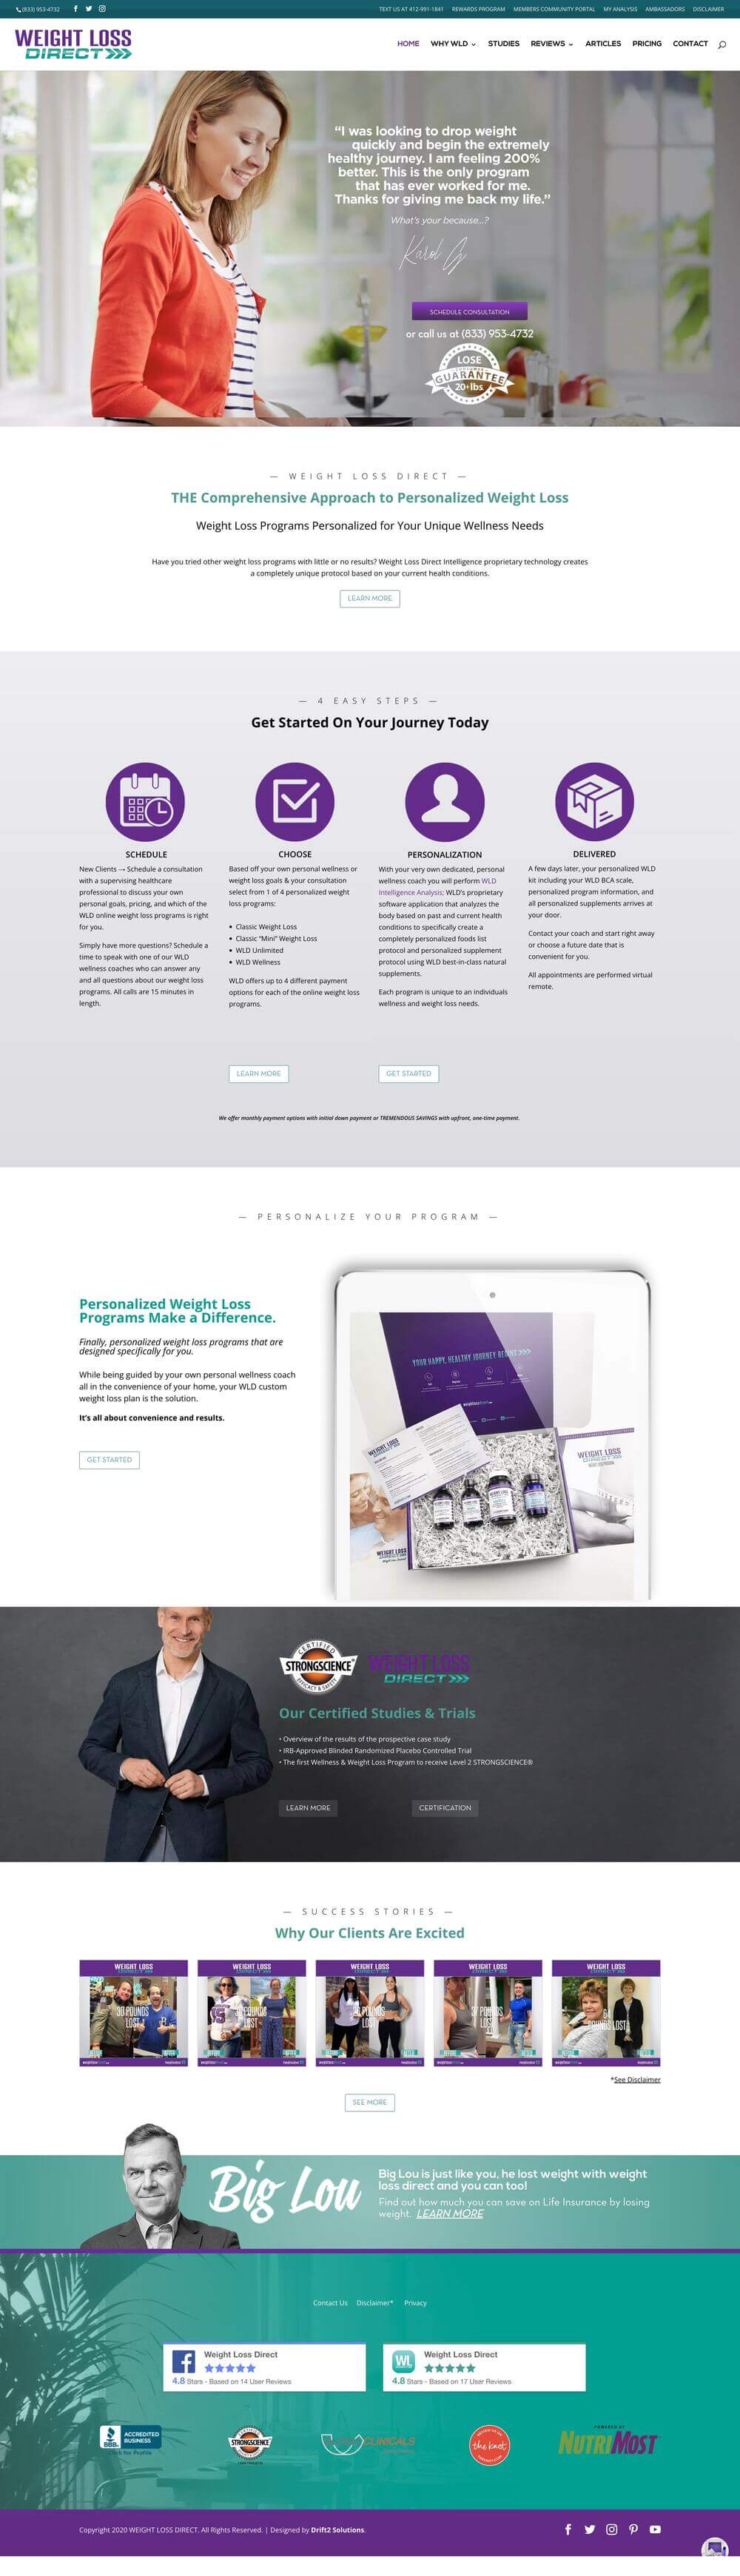 (833) 953-4732
TEXT US AT 412-991-1841 REWARDS PROGRAM MEMBERS COMMUNITY PORTAL MY ANALYSIS AMBASSADORS DISCLAIMER
WEIGHT LOSS
DIRECT
HOME WHY WLD STUDIES REVIEWS ARTICLES PRICING CONTACT
“I was looking to drop weight
quickly and begin the extremely
healthy journey. I am feeling 200%
better. This is the only program
that has ever worked for me.
Thanks for giving me back my life.”
What's your because...?
Karol G
SCHEDULE CONSULTATION
or call us at (833) 953-4732
LOSE
GUARANTEE
20+lbs
— WEIGHT LOSS DIRECT —
THE Comprehensive Approach to Personalized Weight Loss
Weight Loss Programs Personalized for Your Unique Wellness Needs
Have you tried other weight loss programs with little or no results? Weight Loss Direct Intelligence proprietary technology creates
a completely unique protocol based on your current health conditions.
LEARN MORE
— 4 EASY STEPS —
Get Started On Your Journey Today
SCHEDULE
New Clients → Schedule a consultation
with a supervising healthcare
professional to discuss your own
personal goals, pricing, and which of the
WLD online weight loss programs is right
for you.
Simply have more questions? Schedule a
time to speak with one of our WLD
wellness coaches who can answer any
and all questions about our weight loss
programs. All calls are 15 minutes in
length.
CHOOSE
Based off your own personal wellness or
weight loss goals & your consultation
select from 1 of 4 personalized weight
loss programs:
• Classic Weight Loss
• Classic “Mini” Weight Loss
• WLD Unlimited
• WLD Wellness
WLD offers up to 4 different payment
options for each of the online weight loss
programs.
LEARN MORE
PERSONALIZATION
With your very own dedicated, personal
wellness coach you will perform WLD
Intelligence Analysis; WLD's proprietary
software application that analyzes the
body based on past and current health
conditions to specifically create a
completely personalized foods list
protocol and personalized supplement
protocol using WLD best-in-class natural
supplements.
Each program is unique to an individuals
wellness and weight loss needs.
GET STARTED
DELIVERED
A few days later, your personalized WLD
kit including your WLD BCA scale,
personalized program information, and
all personalized supplements arrives at
your door.
Contact your coach and start right away
or choose a future date that is
convenient for you.
All appointments are performed virtual
remote.
We offer monthly payment options with initial down payment or TREMENDOUS SAVINGS with upfront, one-time payment.
— PERSONALIZE YOUR PROGRAM —
Personalized Weight Loss
Programs Make a Difference.
Finally, personalized weight loss programs that are
designed specifically for you.
While being guided by your own personal wellness coach
all in the convenience of your home, your WLD custom
weight loss plan is the solution.
It's all about convenience and results.
GET STARTED
YOUR HAPPY, HEALTHY JOURNEY BEGINS
WEIGHT LOSS
DIRECT
WEIGHT LOSS
DIRECT
WEIGHT LOSS
DIRECT
CERTIFIED
STRONGSCIENCE®
EFFICACY & SAFETY
WEIGHT LOSS
DIRECT
Our Certified Studies & Trials
• Overview of the results of the prospective case study
• IRB-Approved Blinded Randomized Placebo Controlled Trial
• The first Wellness & Weight Loss Program to receive Level 2 STRONGSCIENCE®
LEARN MORE CERTIFICATION
— SUCCESS STORIES —
Why Our Clients Are Excited
WEIGHT LOSS
DIRECT
30 POUNDS
LOST
BEFORE AFTER
WEIGHT LOSS
DIRECT
POUNDS
LOST
BEFORE AFTER
WEIGHT LOSS
DIRECT
POUNDS
LOST
BEFORE AFTER
WEIGHT LOSS
DIRECT
37 POUNDS
LOST
BEFORE AFTER
WEIGHT LOSS
DIRECT
64
POUNDS LOST
BEFORE AFTER
*See Disclaimer
SEE MORE
Big Lou
Big Lou is just like you, he lost weight with weight
loss direct and you can too!
Find out how much you can save on Life Insurance by losing
weight. LEARN MORE
Contact Us Disclaimer* Privacy
Weight Loss Direct
4.8 Stars - Based on 14 User Reviews
WL
Weight Loss Direct
4.8 Stars - Based on 17 User Reviews
BBB
ACCREDITED
BUSINESS
Click for Profile
STRONGSCIENCE
CLINICALS
the knot
POWERED BY
NUTRIMOST
Copyright 2020 WEIGHT LOSS DIRECT. All Rights Reserved. | Designed by Drift2 Solutions.